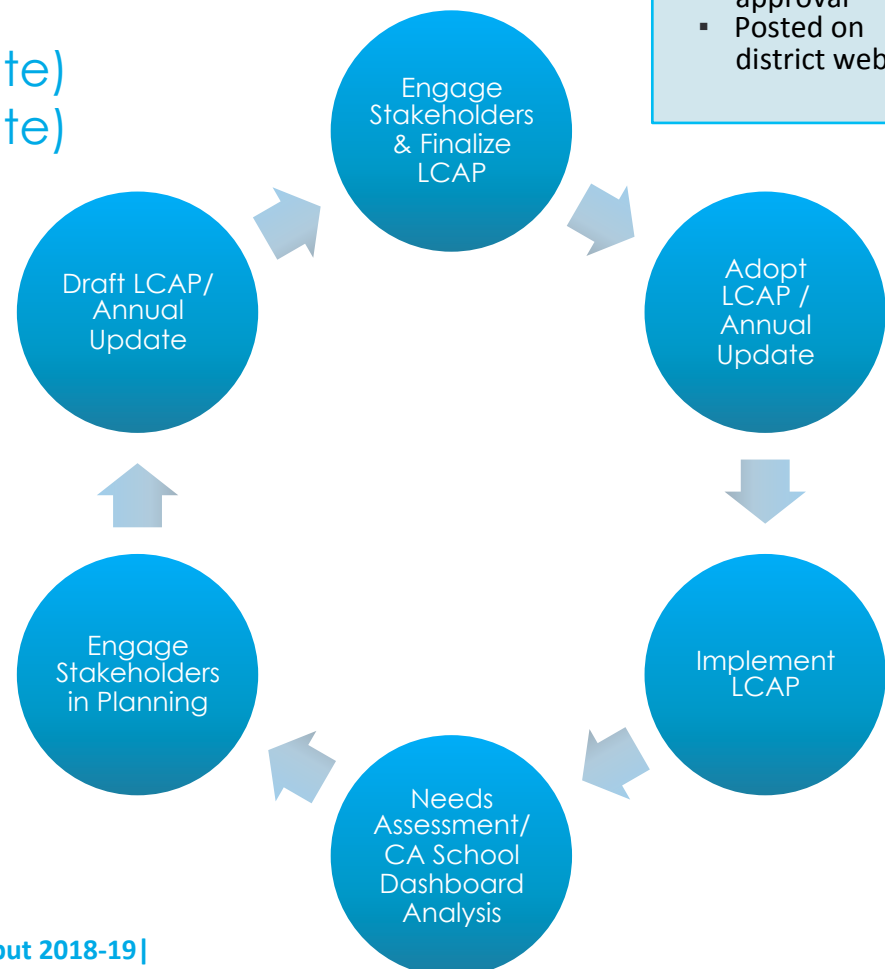 te)
te)
approval
▪ Posted on
district web
Engage
Stakeholders
& Finalize
LCAP
Adopt
LCAP /
Annual
Update
Implement
LCAP
Needs
Assessment/
CA School
Dashboard
Analysis
Engage
Stakeholders
in Planning
Draft LCAP/
Annual
Update
put 2018-19|